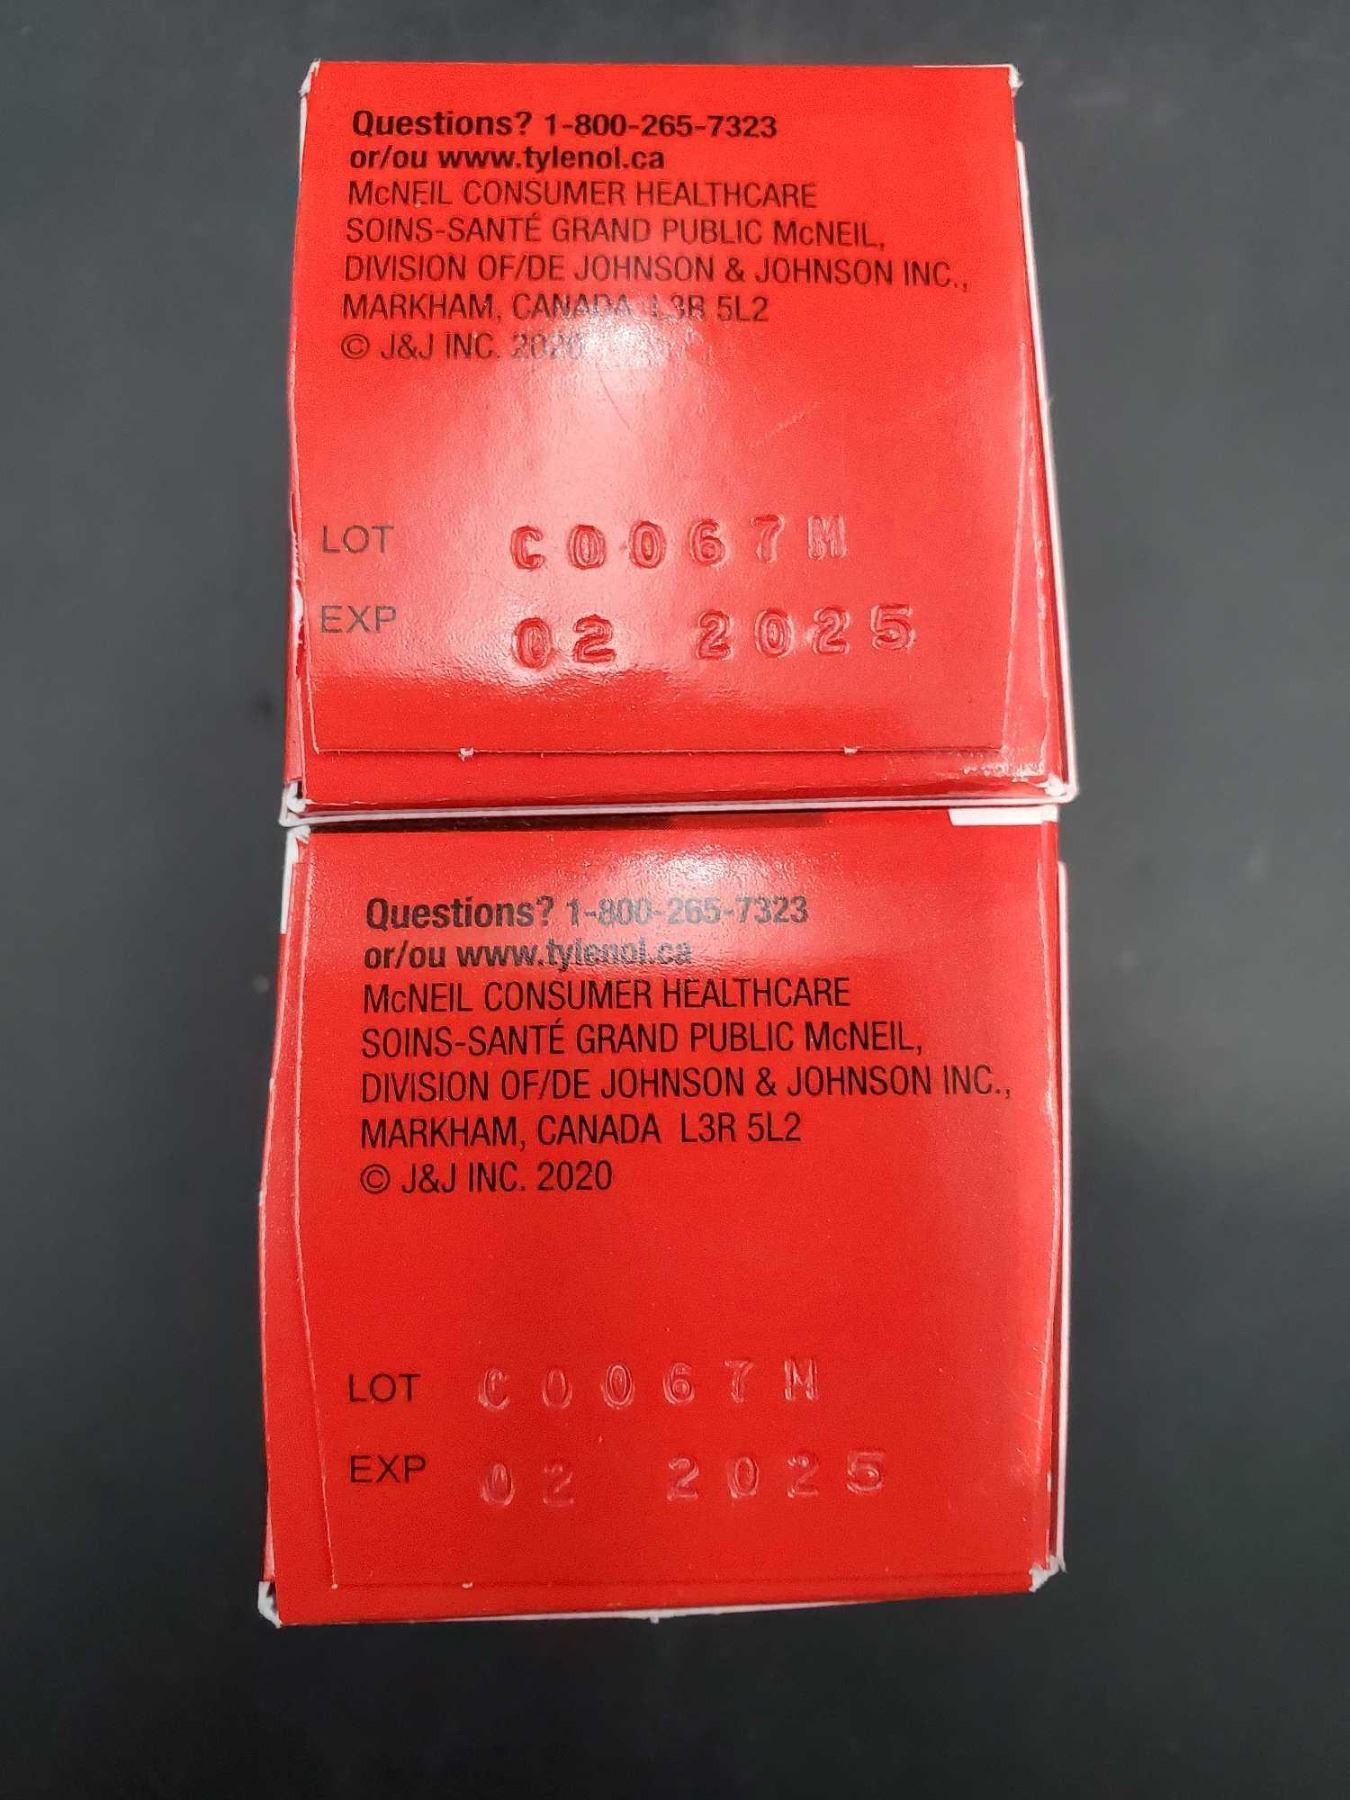 Questions? 1-800-265-7323
or/ou www.tylenol.ca
McNEIL CONSUMER HEALTHCARE
SOINS-SANTÉ GRAND PUBLIC McNEIL,
DIVISION OF/DE JOHNSON & JOHNSON INC.,
MARKHAM, CANADA L3R 5L2
© J&J INC. 2020
LOT C0067M
EXP 02 2025
Questions? 1-800-265-7323
or/ou www.tylenol.ca
McNEIL CONSUMER HEALTHCARE
SOINS-SANTÉ GRAND PUBLIC McNEIL,
DIVISION OF/DE JOHNSON & JOHNSON INC.,
MARKHAM, CANADA L3R 5L2
© J&J INC. 2020
LOT C0067M
EXP 02 2025